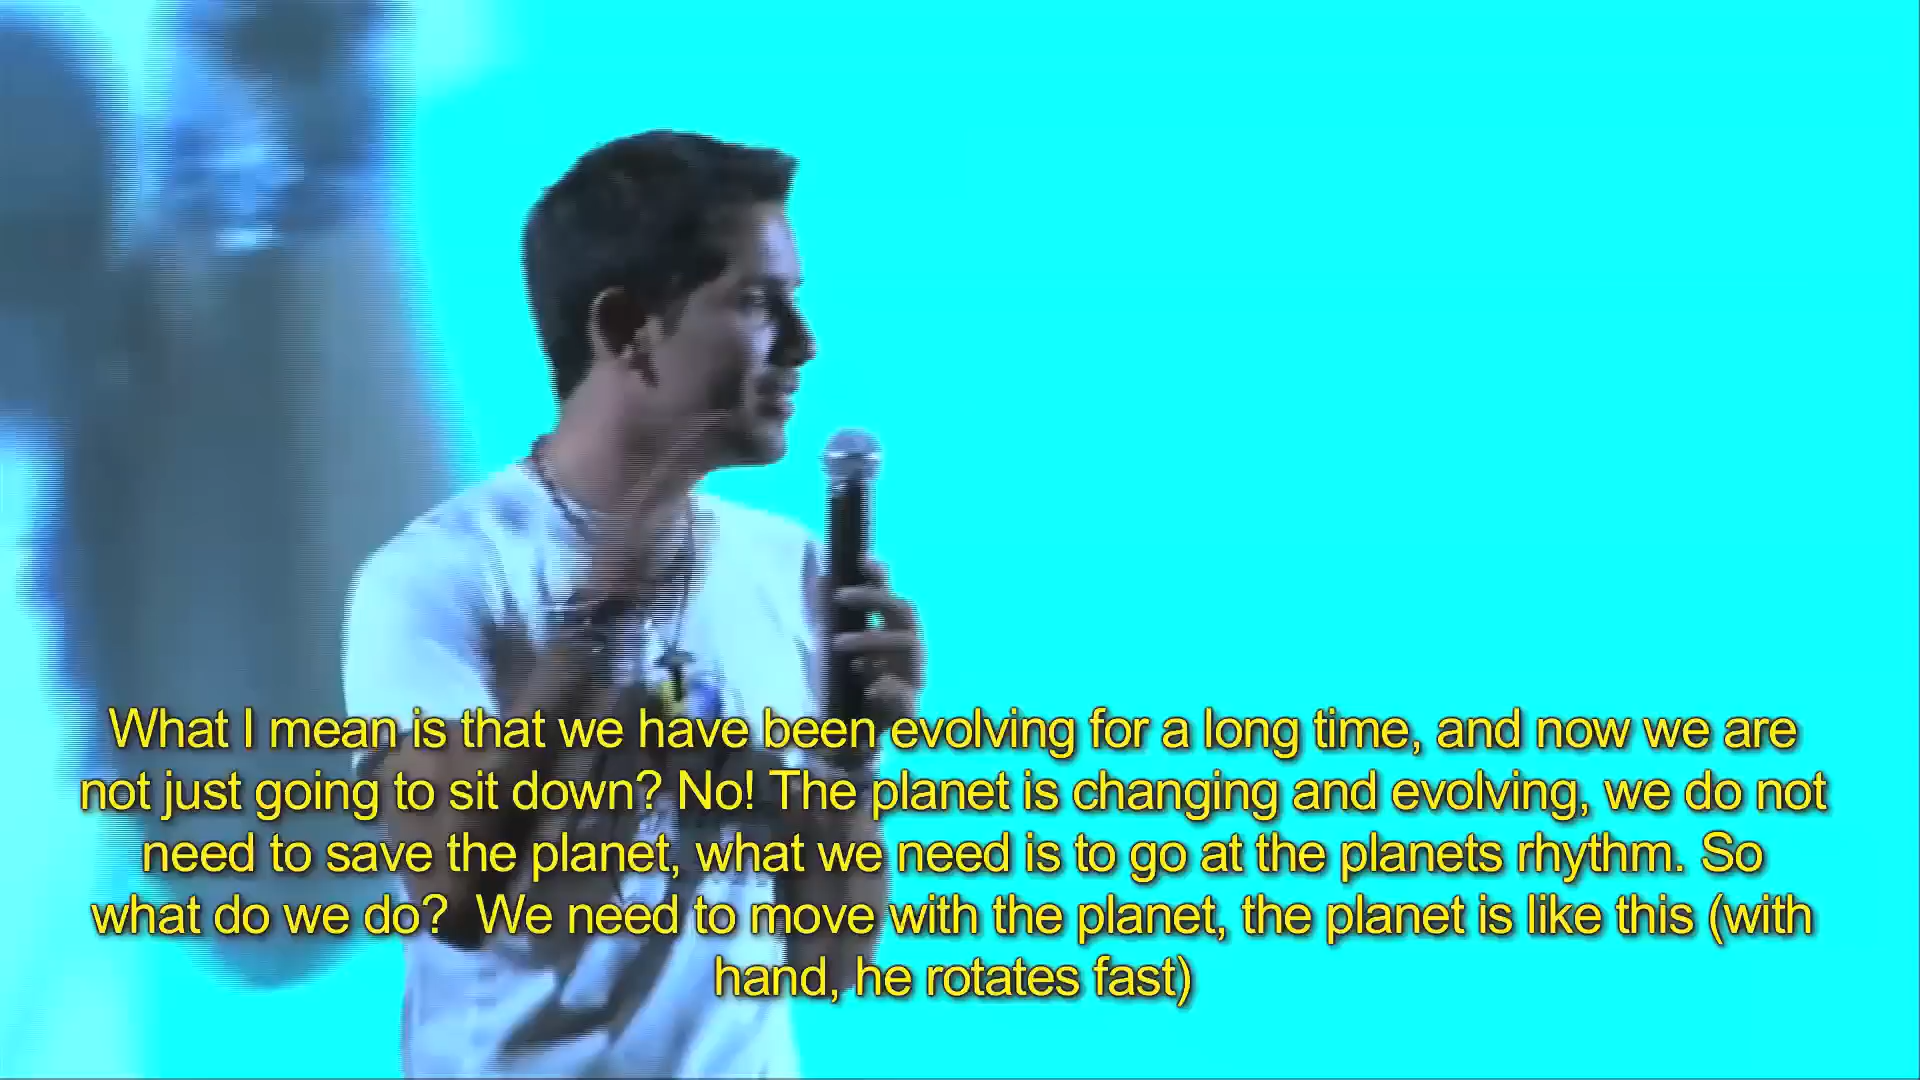 What I mean is that we have been evolving for a long time, and now we are
not just going to sit down? No! The planet is changing and evolving, we do not
need to save the planet, what we need is to go at the planets rhythm. So
what do we do?  We need to move with the planet, the planet is like this (with
hand, he rotates fast)